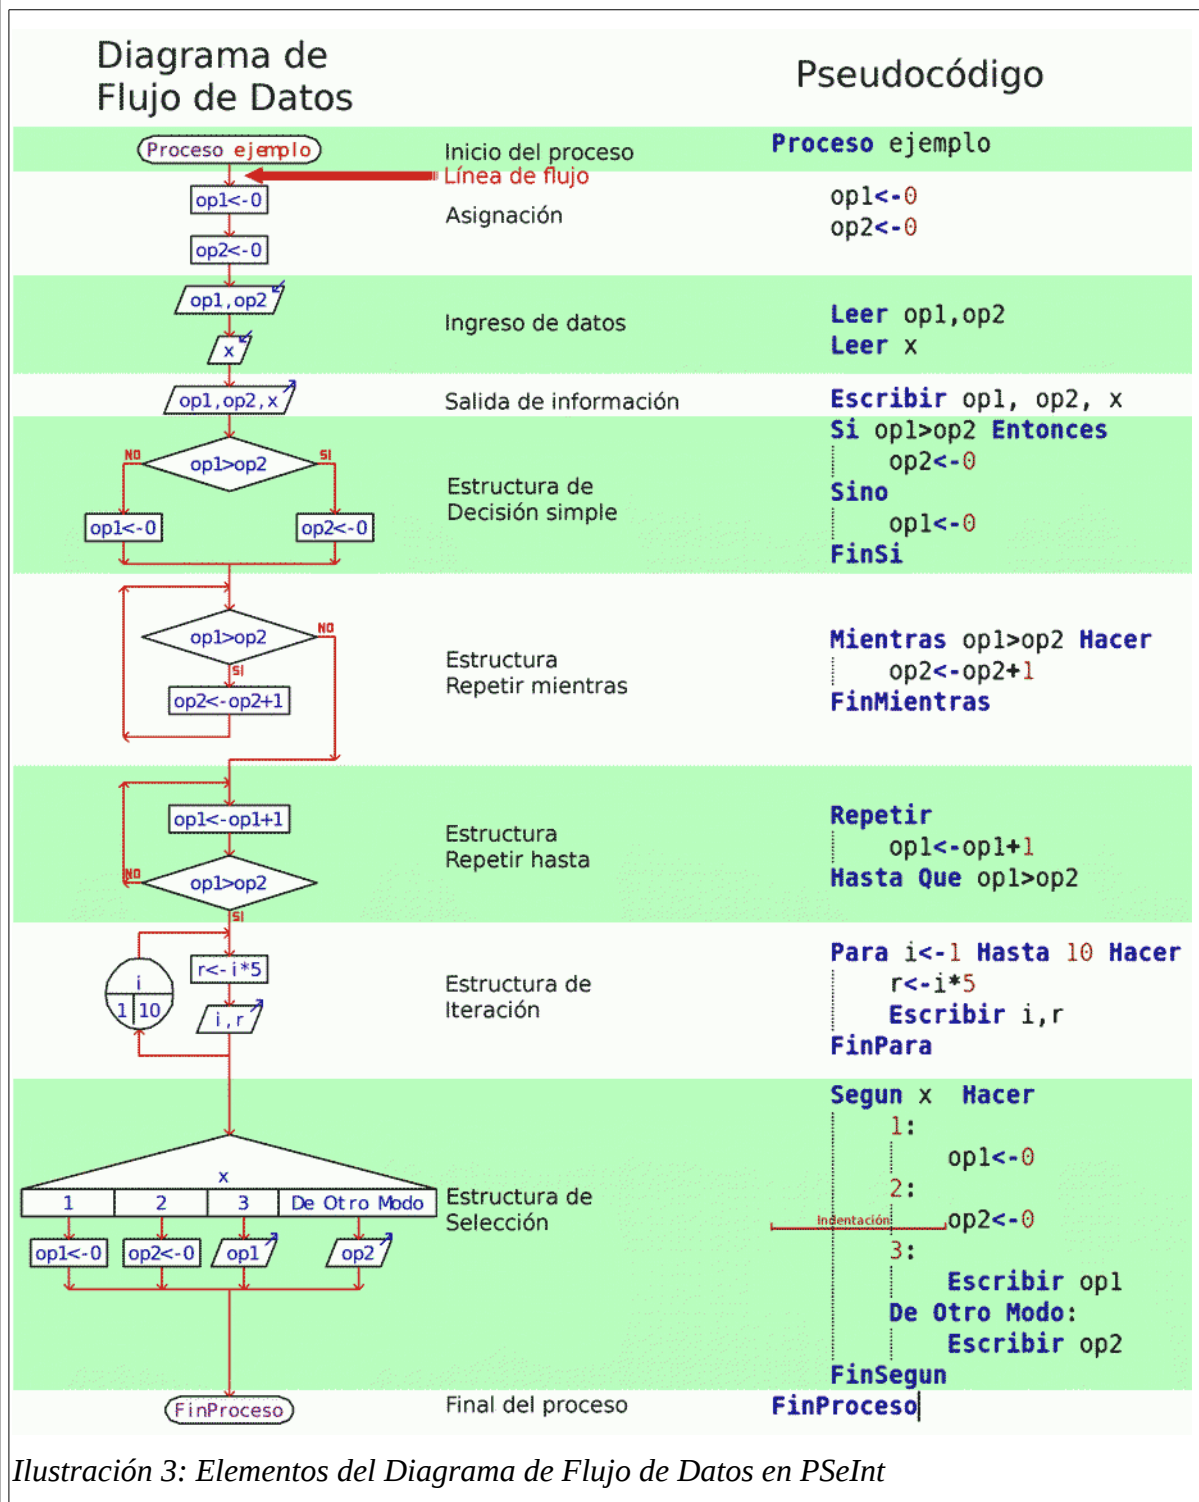 Diagrama de
Flujo de Datos
Pseudocódigo
Proceso ejemplo
Inicio del proceso
Proceso ejemplo
Línea de flujo
op1<-0
op2<-0
Asignación
op1<-0
op2<-0
op1,op2
x
Ingreso de datos
Leer op1,op2
Leer x
op1,op2,x
Salida de información
Escribir op1, op2, x
NO
op1>op2
SI
op1<-0
op2<-0
Estructura de
Decisión simple
Si op1>op2 Entonces
op2<-0
Sino
op1<-0
FinSi
op1>op2
NO
SI
op2<-op2+1
Estructura
Repetir mientras
Mientras op1>op2 Hacer
op2<-op2+1
FinMientras
op1<-op1+1
NO
op1>op2
SI
Estructura
Repetir hasta
Repetir
op1<-op1+1
Hasta Que op1>op2
i
1 10
r<-i*5
i,r
Estructura de
Iteración
Para i<-1 Hasta 10 Hacer
r<-i*5
Escribir i,r
FinPara
x
1 2 3 De Otro Modo
op1<-0 op2<-0 op1 op2
Estructura de
Selección
Segun x Hacer
1:
op1<-0
2:
Indentación
op2<-0
3:
Escribir op1
De Otro Modo:
Escribir op2
FinSegun
FinProceso
Final del proceso
FinProceso
Ilustración 3: Elementos del Diagrama de Flujo de Datos en PSeInt